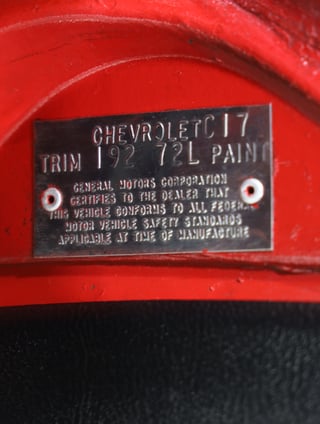 CHEVROLET C17
TRIM 192 72L PAINT
GENERAL MOTORS CORPORATION
CERTIFIES TO THE DEALER THAT
THIS VEHICLE CONFORMS TO ALL FEDERAL
MOTOR VEHICLE SAFETY STANDARDS
APPLICABLE AT TIME OF MANUFACTURE